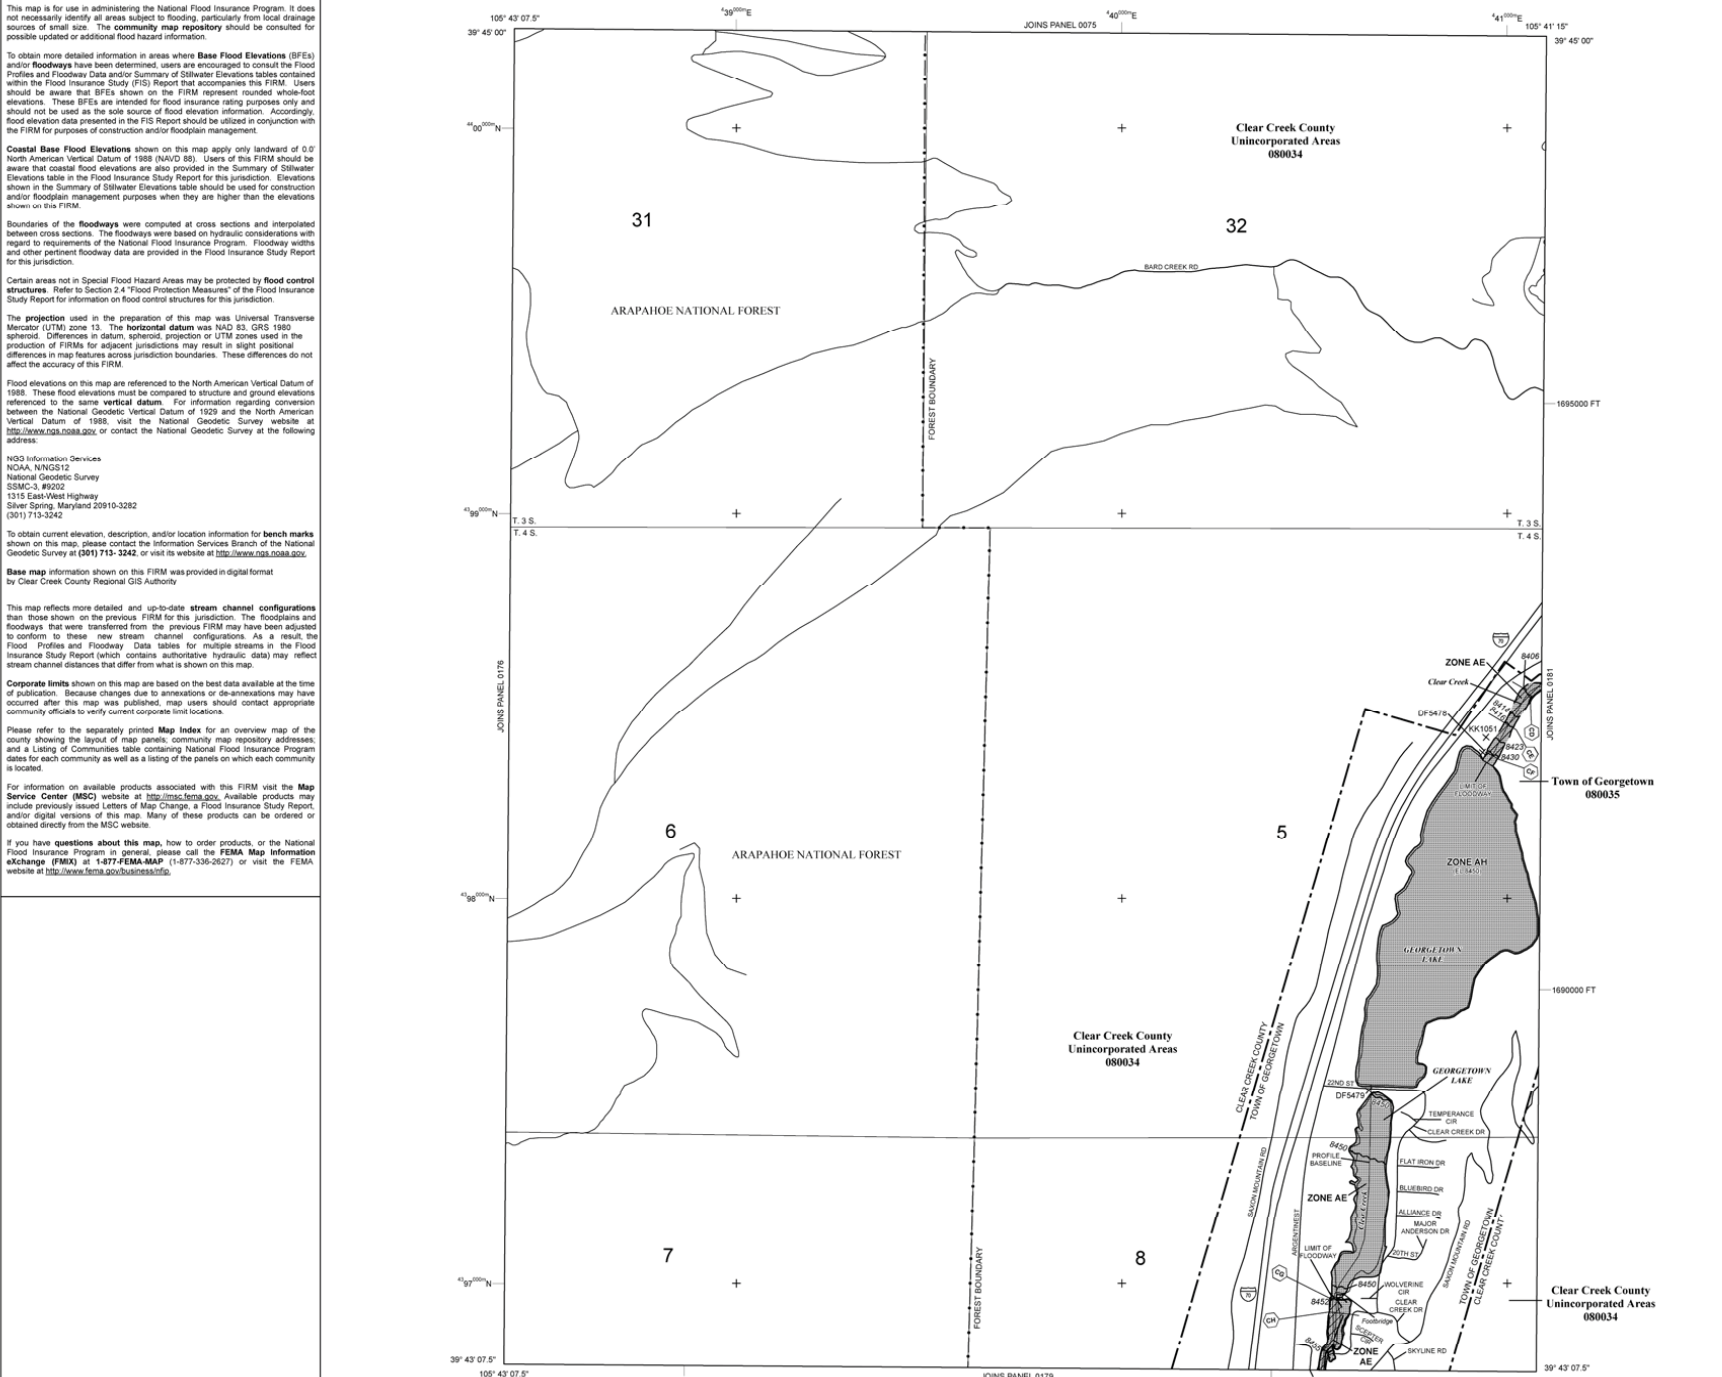 This map is for use in administering the National Flood Insurance Program. It does
not necessarily identify all areas subject to flooding, particularly from local drainage
sources of small size. The community map repository should be consulted for
possible updated or additional flood hazard information.
To obtain more detailed information in areas where Base Flood Elevations (BFEs)
and/or floodways have been determined, users are encouraged to consult the Flood
Profiles and Floodway Data and/or Summary of Stillwater Elevations tables contained
within the Flood Insurance Study (FIS) Report that accompanies this FIRM. Users
should be aware that BFEs shown on the FIRM represent rounded whole-foot
elevations. These BFEs are intended for flood insurance rating purposes only and
should not be used as the sole source of flood elevation information. Accordingly,
flood elevation data presented in the FIS Report should be utilized in conjunction with
the FIRM for purposes of construction and/or floodplain management.
Coastal Base Flood Elevations shown on this map apply only landward of 0.0'
North American Vertical Datum of 1988 (NAVD 88). Users of this FIRM should be
aware that coastal flood elevations are also provided in the Summary of Stillwater
Elevations table in the Flood Insurance Study Report for this jurisdiction. Elevations
shown in the Summary of Stillwater Elevations table should be used for construction
and/or floodplain management purposes when they are higher than the elevations
shown on this FIRM.
Boundaries of the floodways were computed at cross sections and interpolated
between cross sections. The floodways were based on hydraulic considerations with
regard to requirements of the National Flood Insurance Program. Floodway widths
and other pertinent floodway data are provided in the Flood Insurance Study Report
for this jurisdiction.
Certain areas not in Special Flood Hazard Areas may be protected by flood control
structures. Refer to Section 2.4 "Flood Protection Measures" of the Flood Insurance
Study Report for information on flood control structures for this jurisdiction.
The projection used in the preparation of this map was Universal Transverse
Mercator (UTM) zone 13. The horizontal datum was NAD 83, GRS 1980
spheroid. Differences in datum, spheroid, projection or UTM zones used in the
production of FIRMs for adjacent jurisdictions may result in slight positional
differences in map features across jurisdiction boundaries. These differences do not
affect the accuracy of this FIRM.
Flood elevations on this map are referenced to the North American Vertical Datum of
1988. These flood elevations must be compared to structure and ground elevations
referenced to the same vertical datum. For information regarding conversion
between the National Geodetic Vertical Datum of 1929 and the North American
Vertical Datum of 1988, visit the National Geodetic Survey website at
http://www.ngs.noaa.gov or contact the National Geodetic Survey at the following
address:
NGS Information Services
NOAA, N/NGS12
National Geodetic Survey
SSMC-3, #9202
1315 East-West Highway
Silver Spring, Maryland 20910-3282
(301) 713-3242
To obtain current elevation, description, and/or location information for bench marks
shown on this map, please contact the Information Services Branch of the National
Geodetic Survey at (301) 713- 3242, or visit its website at http://www.ngs.noaa.gov.
Base map information shown on this FIRM was provided in digital format
by Clear Creek County Regional GIS Authority
This map reflects more detailed and up-to-date stream channel configurations
than those shown on the previous FIRM for this jurisdiction. The floodplains and
floodways that were transferred from the previous FIRM may have been adjusted
to conform to these new stream channel configurations. As a result, the
Flood Profiles and Floodway Data tables for multiple streams in the Flood
Insurance Study Report (which contains authoritative hydraulic data) may reflect
stream channel distances that differ from what is shown on this map.
Corporate limits shown on this map are based on the best data available at the time
of publication. Because changes due to annexations or de-annexations may have
occurred after this map was published, map users should contact appropriate
community officials to verify current corporate limit locations.
Please refer to the separately printed Map Index for an overview map of the
county showing the layout of map panels; community map repository addresses;
and a Listing of Communities table containing National Flood Insurance Program
dates for each community as well as a listing of the panels on which each community
is located.
For information on available products associated with this FIRM visit the Map
Service Center (MSC) website at http://msc.fema.gov. Available products may
include previously issued Letters of Map Change, a Flood Insurance Study Report,
and/or digital versions of this map. Many of these products can be ordered or
obtained directly from the MSC website.
If you have questions about this map, how to order products, or the National
Flood Insurance Program in general, please call the FEMA Map Information
eXchange (FMIX) at 1-877-FEMA-MAP (1-877-336-2627) or visit the FEMA
website at http://www.fema.gov/business/nfip.
105° 43' 07.5"
439000mE
JOINS PANEL 0075
440000mE
441000mE
105° 41' 15"
39° 45' 00"
39° 45' 00"
4400000mN
Clear Creek County
Unincorporated Areas
080034
31
32
BARD CREEK RD
ARAPAHOE NATIONAL FOREST
FOREST BOUNDARY
1695000 FT
4399000mN
T. 3 S.
T. 4 S.
T. 3 S.
T. 4 S.
JOINS PANEL 0176
JOINS PANEL 0181
70
8406
ZONE AE
Clear Creek
DF5478
8414
KK1051
8423
8430
CE
CF
LIMIT OF
FLOODWAY
Town of Georgetown
080035
6
ARAPAHOE NATIONAL FOREST
5
ZONE AH
(EL 8450)
4398000mN
GEORGETOWN
LAKE
1690000 FT
Clear Creek County
Unincorporated Areas
080034
CLEAR CREEK COUNTY
TOWN OF GEORGETOWN
GEORGETOWN
LAKE
22ND ST
DF5479
8450
TEMPERANCE
CIR
CLEAR CREEK DR
8450
PROFILE
BASELINE
FLAT IRON DR
ZONE AE
Clear Creek
BLUEBIRD DR
ALLIANCE DR
MAJOR
ANDERSON DR
20TH ST
SAXON MOUNTAIN RD
ARGENTINE ST
LIMIT OF
FLOODWAY
SAXON MOUNTAIN RD
TOWN OF GEORGETOWN
CLEAR CREEK COUNTY
7
8
FOREST BOUNDARY
4397000mN
CG
70
8450
8452
WOLVERINE
CIR
CLEAR
CREEK DR
CH
Footbridge
SCEPTER
CIR
8455
ZONE
AE
SKYLINE RD
Clear Creek County
Unincorporated Areas
080034
39° 43' 07.5"
39° 43' 07.5"
105° 43' 07.5"
JOINS PANEL 0179